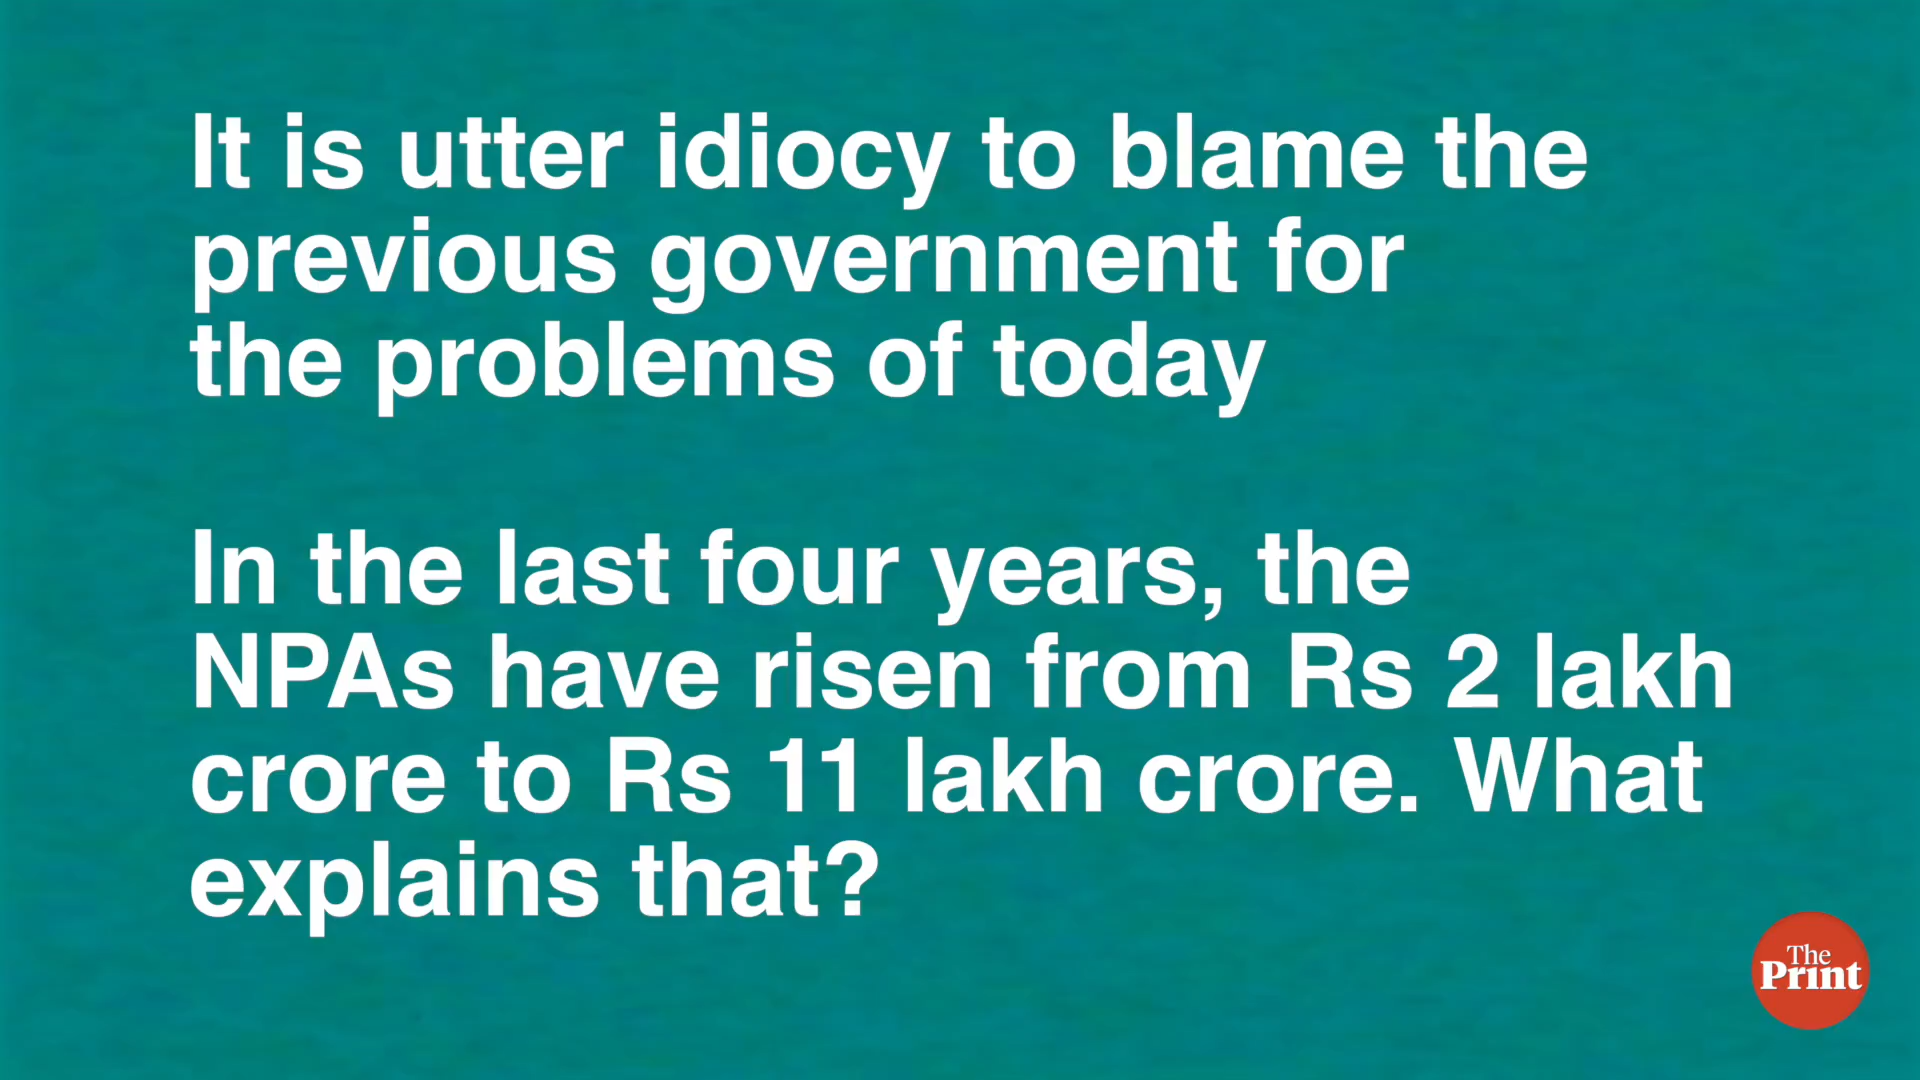 It is utter idiocy to blame the
previous government for
the problems of today
In the last four years, the
NPAs have risen from Rs 2 lakh
crore to Rs 11 lakh crore. What
explains that?
The
Print